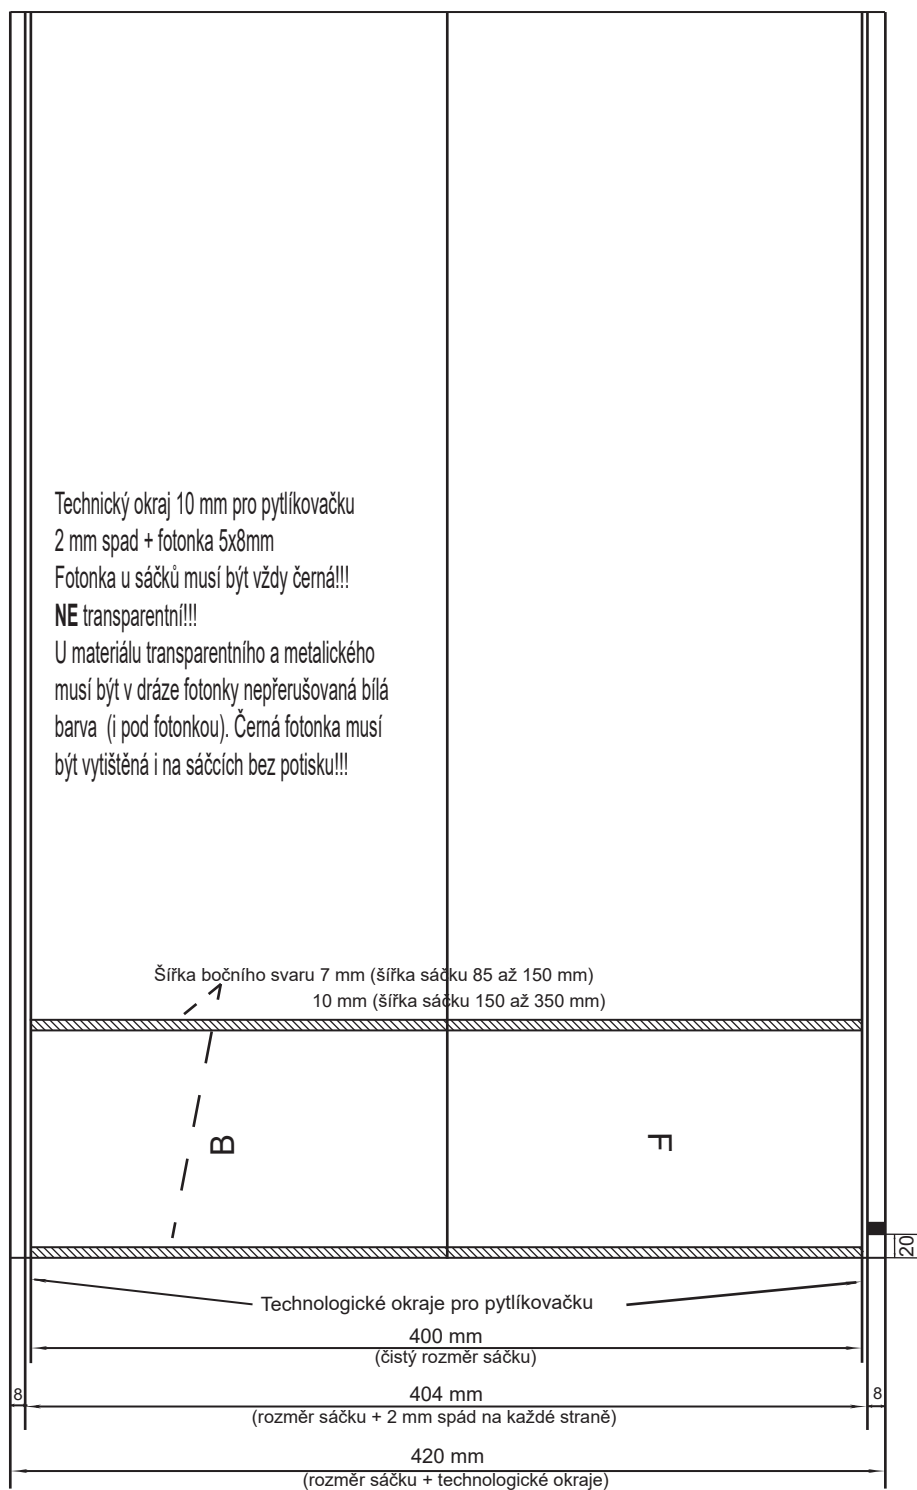 Technický okraj 10 mm pro pytlíkovačku
2 mm spad + fotonka 5x8mm
Fotonka u sáčků musí být vždy černá!!!
NE transparentní!!!
U materiálu transparentního a metalického
musí být v dráze fotonky nepřerušovaná bílá
barva (i pod fotonkou). Černá fotonka musí
být vytištěná i na sáčcích bez potisku!!!
Šířka bočního svaru 7 mm (šířka sáčku 85 až 150 mm)
10 mm (šířka sáčku 150 až 350 mm)
B
F
20
Technologické okraje pro pytlíkovačku
400 mm
(čistý rozměr sáčku)
8
404 mm
8
(rozměr sáčku + 2 mm spád na každé straně)
420 mm
(rozměr sáčku + technologické okraje)